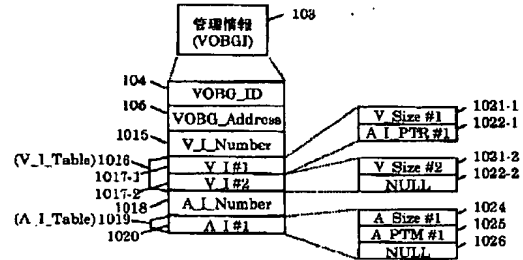 管理情報
(VOBGI)
103
104
VOBG_ID
106
VOBG_Address
1015
V_I_Number
(V_I_Table) 1016
1017-1
V_I#1
1017-2
V_I#2
1018
A_I_Number
(A_I_Table) 1019
1020
A_I#1
V_Size #1
1021-1
A_I_PTR#1
1022-1
V_Size #2
1021-2
NULL
1022-2
A_Size#1
1024
A_PTM #1
1025
NULL
1026